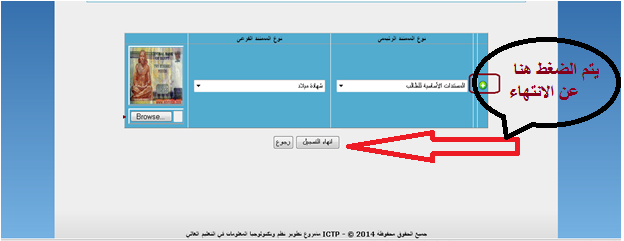 نوع المستند الرئيسي
نوع المستند الفرعي
المستندات الأساسية للطالب
شهادة ميلاد
Browse...
يتم الضغط هنا
عن الانتهاء
انهاء التسجيل
رجوع
جميع الحقوق محفوظة 2014 © - ICTP مشروع تطوير نظم وتكنولوجيا المعلومات في التعليم العالي